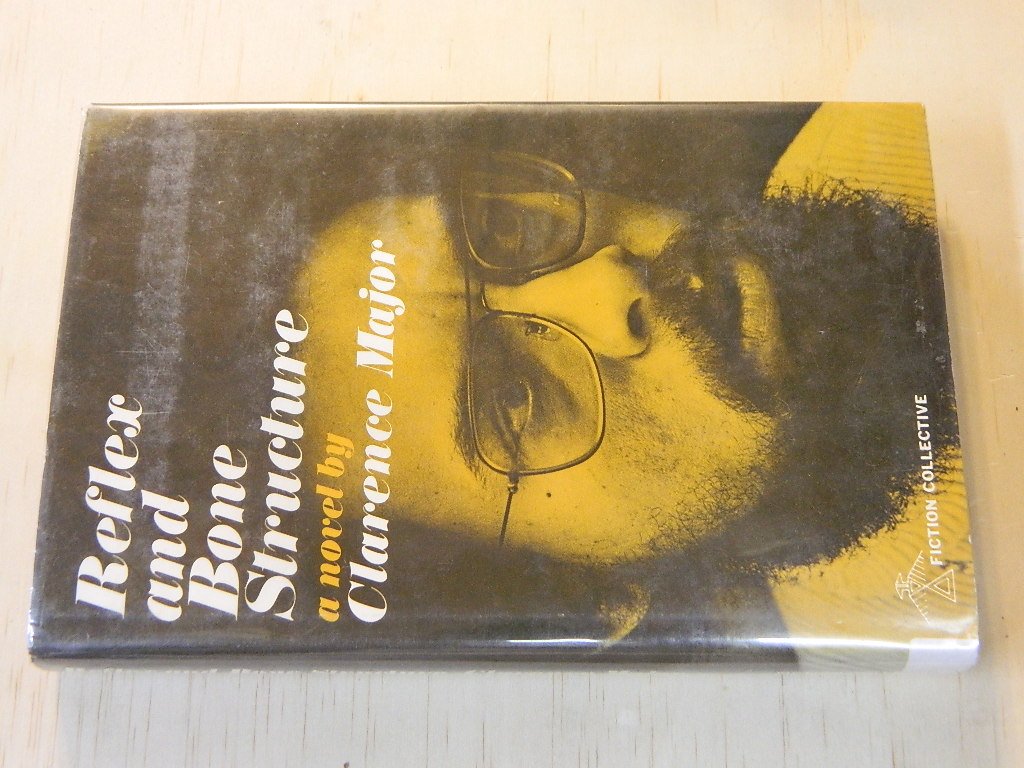 Reflex
and
Bone
Structure
a novel by
Clarence Major
FICTION COLLECTIVE